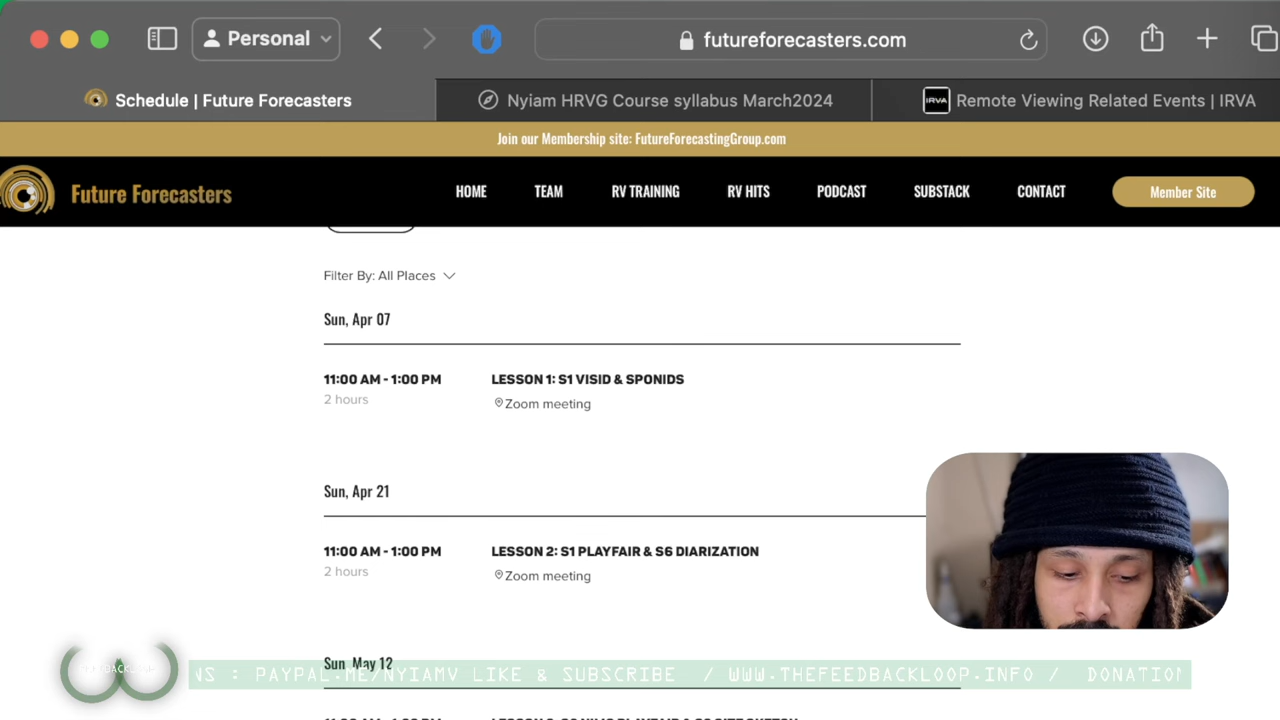 Personal
futureforecasters.com
Schedule | Future Forecasters
Nyiam HRVG Course syllabus March2024
IRVA
Remote Viewing Related Events | IRVA
Join our Membership site: FutureForecastingGroup.com
Future Forecasters
HOME
TEAM
RV TRAINING
RV HITS
PODCAST
SUBSTACK
CONTACT
Member Site
Filter By: All Places
Sun, Apr 07
11:00 AM - 1:00 PM
LESSON 1: S1 VISID & SPONIDS
2 hours
Zoom meeting
Sun, Apr 21
11:00 AM - 1:00 PM
LESSON 2: S1 PLAYFAIR & S6 DIARIZATION
2 hours
Zoom meeting
Sun, May 12
NS : PAYPAL.ME/NYIAMV LIKE & SUBSCRIBE / WWW.THEFEEDBACKLOOP.INFO / DONATION